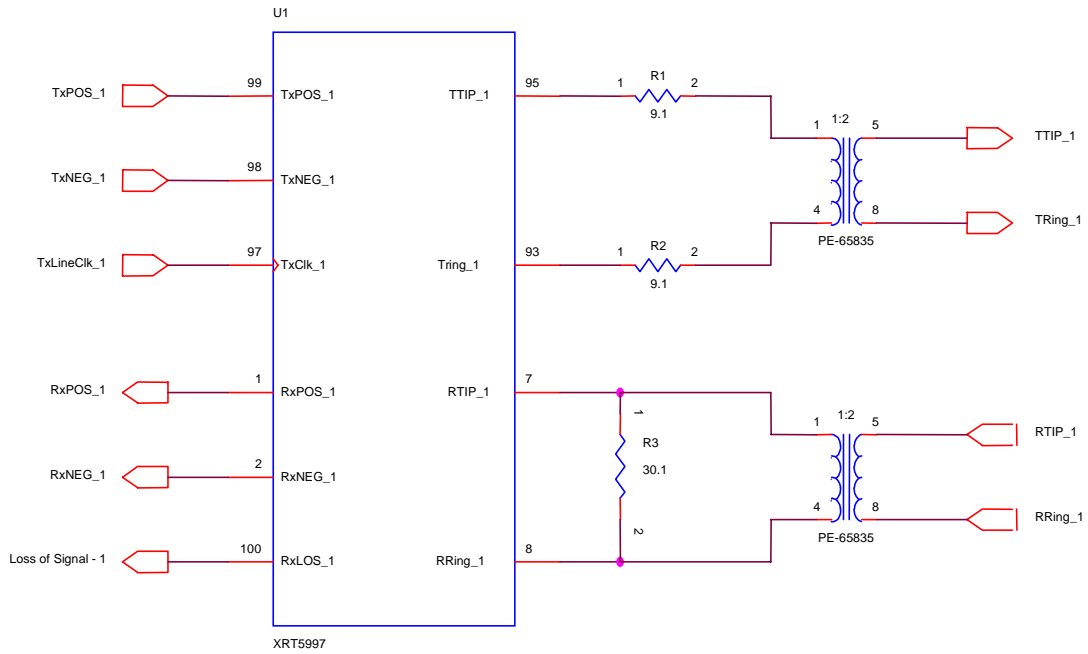 U1
TxPOS_1
99
TxPOS_1
TTIP_1
95
1
R1
2
9.1
1
1:2
5
TTIP_1
TxNEG_1
98
TxNEG_1
4
8
TRing_1
PE-65835
TxLineClk_1
97
TxClk_1
Tring_1
93
1
R2
2
9.1
RxPOS_1
1
RxPOS_1
RTIP_1
7
1
R3
30.1
2
1
1:2
5
RTIP_1
RxNEG_1
2
RxNEG_1
4
8
RRing_1
PE-65835
Loss of Signal - 1
100
RxLOS_1
RRing_1
8
XRT5997